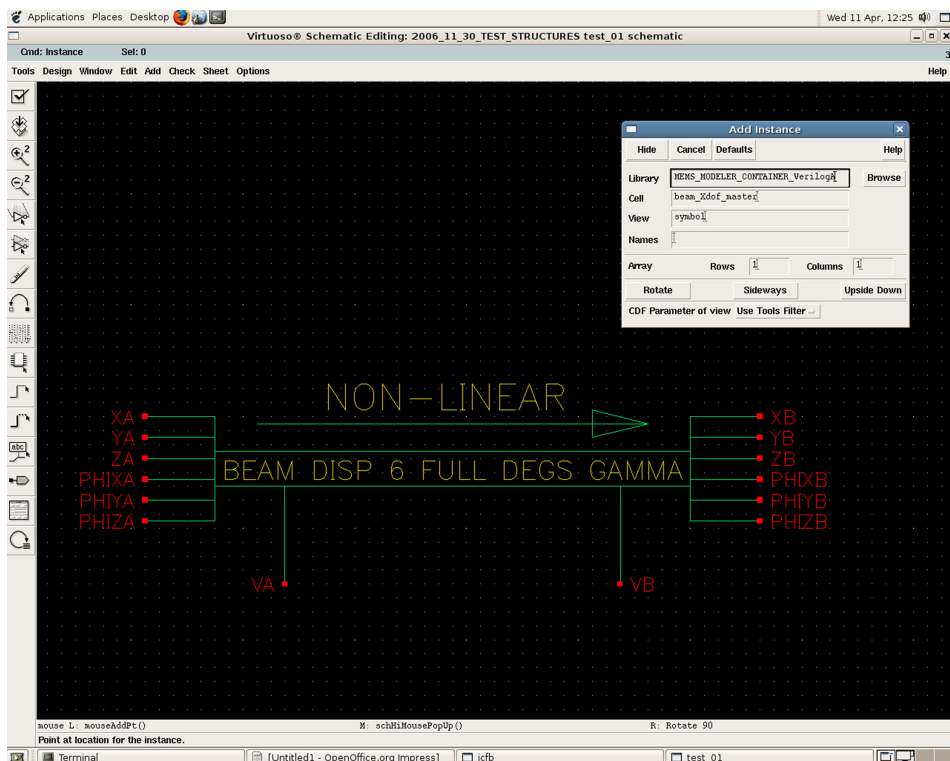 Applications Places Desktop Wed 11 Apr, 12:25
Virtuoso® Schematic Editing: 2006_11_30_TEST_STRUCTURES test_01 schematic
Cmd: Instance Sel: 0 3
Tools Design Window Edit Add Check Sheet Options Help
Add Instance
Hide Cancel Defaults Help
Library MEMS_MODELER_CONTAINER_VerilogA Browse
Cell beam_Xdof_master
View symbol
Names
Array Rows 1 Columns 1
Rotate Sideways Upside Down
CDF Parameter of view Use Tools Filter
2
2
abc
NON-LINEAR
XA XB
YA YB
ZA ZB
BEAM DISP 6 FULL DEGS GAMMA
PHIXA PHIXB
PHIYA PHIYB
PHIZA PHIZB
VA VB
mouse L: mouseAddPt() M: schHiMousePopUp() R: Rotate 90
Point at location for the instance.
Terminal [Untitled1 - OpenOffice.org Impress] icfb test_01